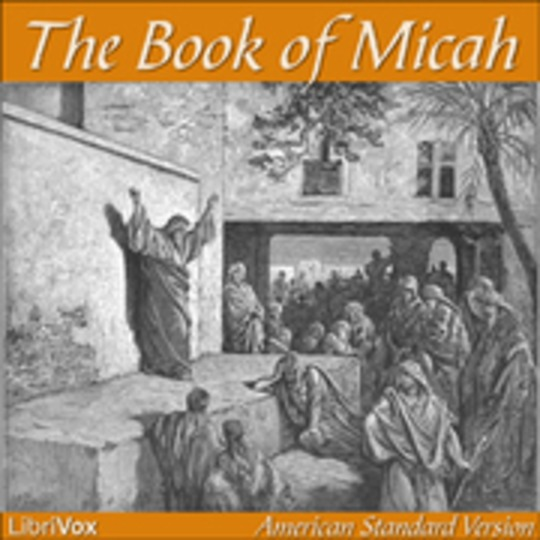 The Book of Micah
LibriVox
American Standard Version